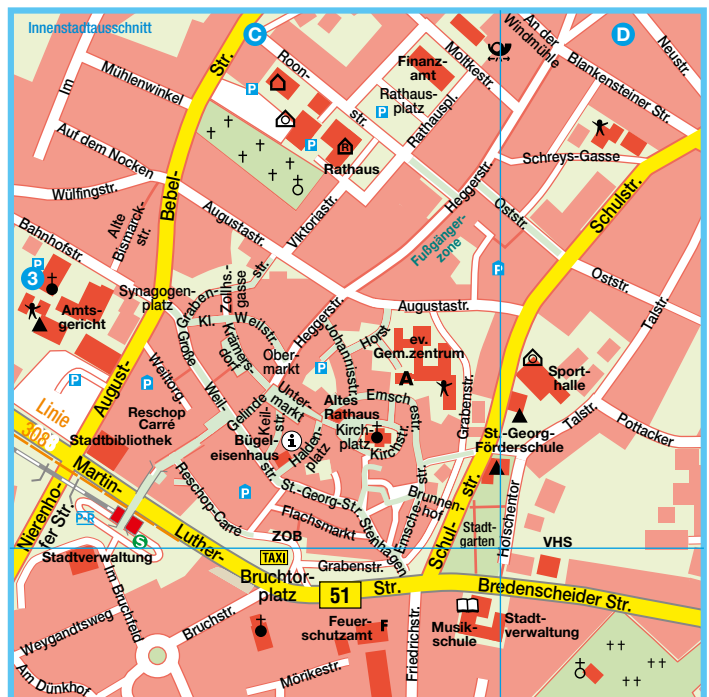 Innenstadtausschnitt
C
D
An der
Windmühle
Neustr.
Im
Mühlenwinkel
Str.
Roon-
str.
Finanz-
amt
Moltkestr.
Blankensteiner Str.
P
Rathaus-
platz
P
Rathauspl.
Auf dem Nocken
P
R
Rathaus
Schreys-Gasse
Schulstr.
Wülfingstr.
Alte
Bismarck-
str.
Bebel-
Augustastr.
Viktoriastr.
Heggerstr.
Oststr.
Fußgänger-
zone
Bahnhofstr.
P
3
Amts-
gericht
Synagogen-
platz
Graben-
str.
Zollhs.-
gasse
P
Oststr.
Talstr.
Augustastr.
Kl. Weilstr.
Große
Weil-
str.
Krämers-
dorf
Heggerstr.
Ober-
markt
Johannisstr.
Horst
ev.
Gem.zentrum
A
Sport-
halle
P
P
P
August-
Weiltorg.
Linie
308
Reschop
Carré
Stadtbibliothek
Gelinde
Unter-
markt
Keil-
str.
Altes
Rathaus
Emsch
estr.
Grabenstr.
Talstr.
Pottacker
Bügel-
eisenhaus
i
Halden-
platz
Kirch-
platz
Kirchstr.
St.-Georg-
Förderschule
Martin-
Reschop-Carré
P
St.-Georg-Str.
Flachsmarkt
Steinhagen
Emsche
str.
Brunnen-
hof
Schul-
str.
Stadt-
garten
Holschentor
Nierenho
fer Str.
P+R
S
Luther-
ZOB
VHS
Stadtverwaltung
TAXI
Grabenstr.
Bruchtor-
platz
51
Str.
Bredenscheider Str.
Im Bruchfeld
Weygandtsweg
Bruchstr.
Feuer-
schutzamt
F
Friedrichstr.
Musik-
schule
Stadt-
verwaltung
Am Dünkhof
Mörikestr.